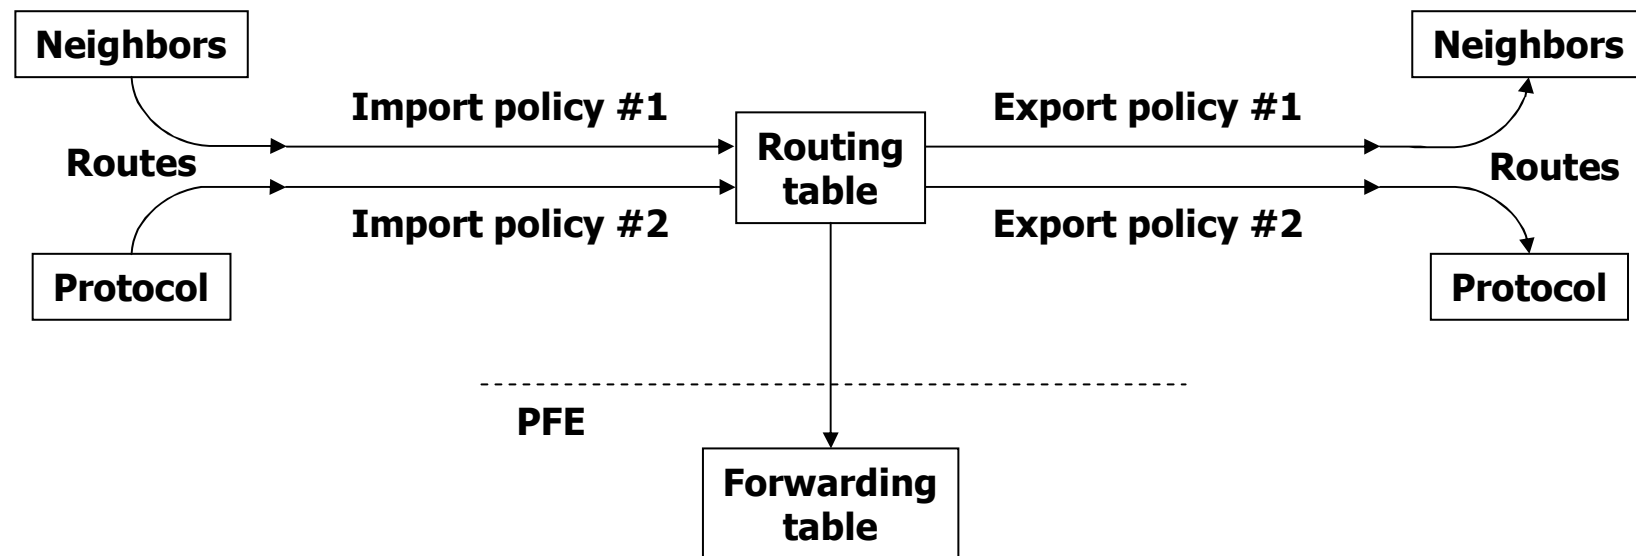 Neighbors
Neighbors
Import policy #1
Export policy #1
Routing
table
Routes
Routes
Import policy #2
Export policy #2
Protocol
Protocol
PFE
Forwarding
table